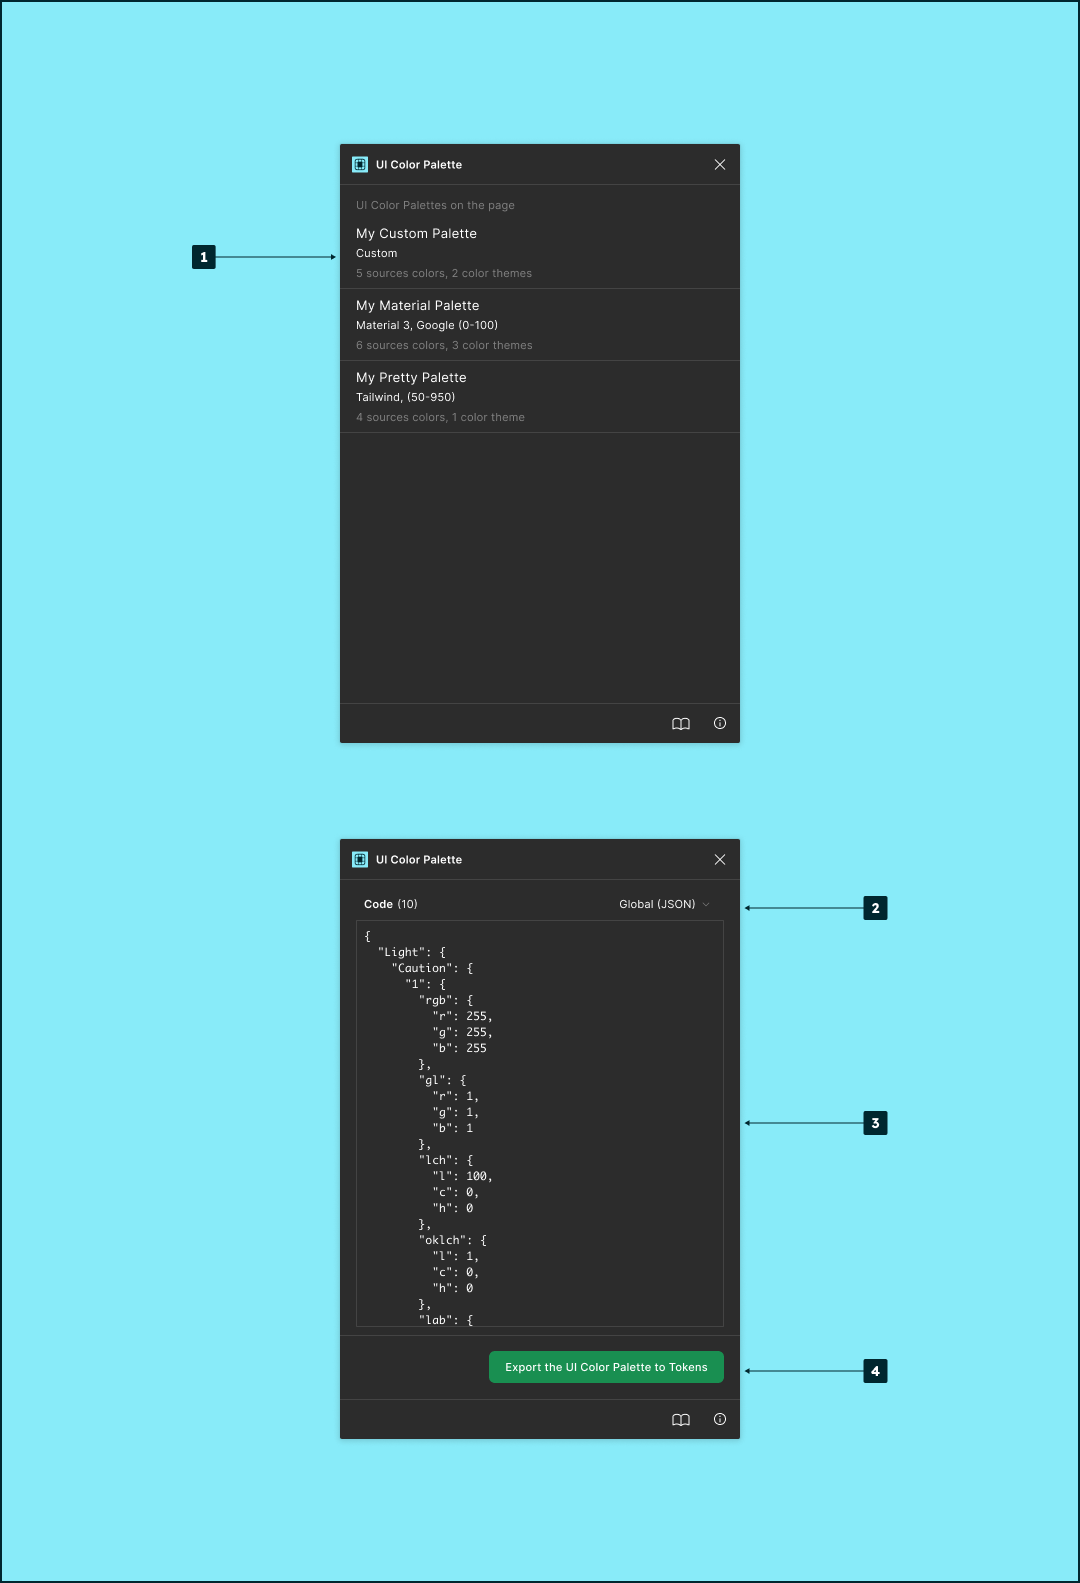 UI Color Palette
UI Color Palettes on the page
My Custom Palette
1
Custom
5 sources colors, 2 color themes
My Material Palette
Material 3, Google (0-100)
6 sources colors, 3 color themes
My Pretty Palette
Tailwind, (50-950)
4 sources colors, 1 color theme
UI Color Palette
Code (10) Global (JSON)
2
{
  "Light": {
    "Caution": {
      "1": {
        "rgb": {
          "r": 255,
          "g": 255,
          "b": 255
        },
        "gl": {
          "r": 1,
          "g": 1,
          "b": 1
        },
        "lch": {
          "l": 100,
          "c": 0,
          "h": 0
        },
        "oklch": {
          "l": 1,
          "c": 0,
          "h": 0
        },
        "lab": {
3
Export the UI Color Palette to Tokens
4